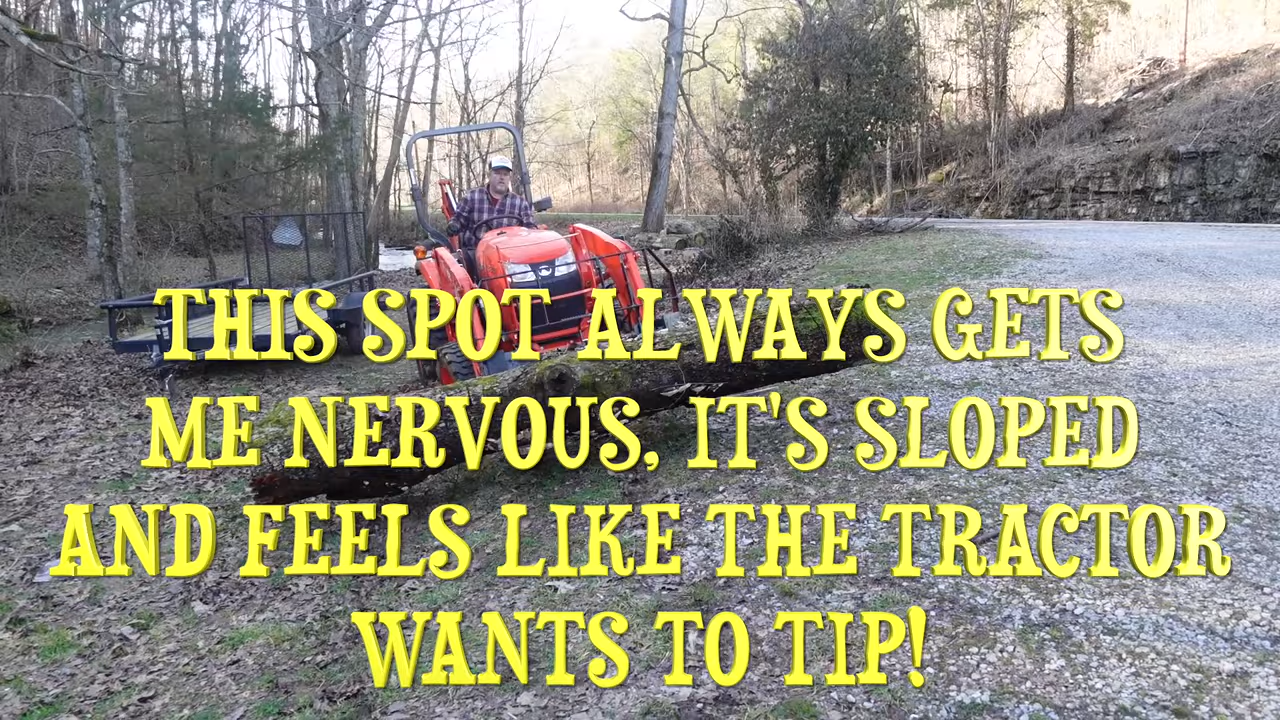 THIS SPOT ALWAYS GETS
ME NERVOUS, IT'S SLOPED
AND FEELS LIKE THE TRACTOR
WANTS TO TIP!